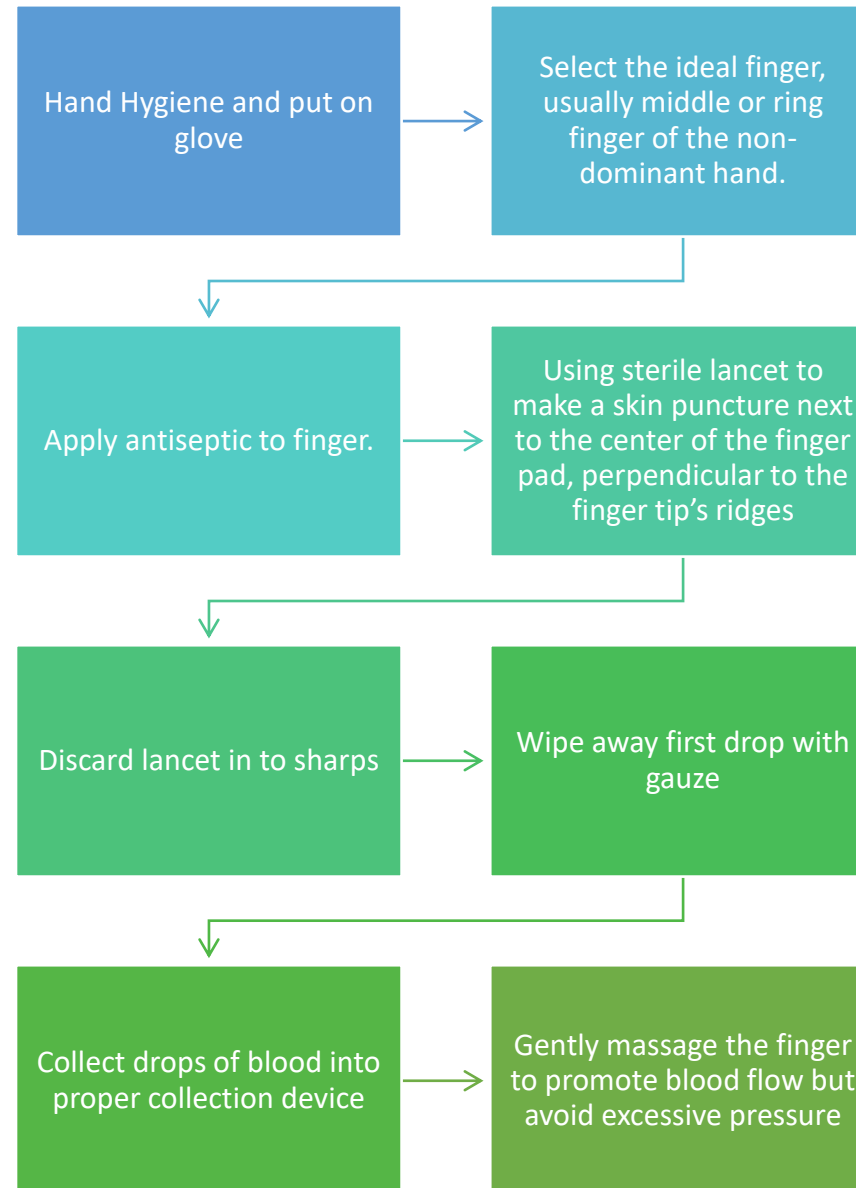 Hand Hygiene and put on
glove
Select the ideal finger,
usually middle or ring
finger of the non-
dominant hand.
Apply antiseptic to finger.
Using sterile lancet to
make a skin puncture next
to the center of the finger
pad, perpendicular to the
finger tip’s ridges
Discard lancet in to sharps
Wipe away first drop with
gauze
Collect drops of blood into
proper collection device
Gently massage the finger
to promote blood flow but
avoid excessive pressure